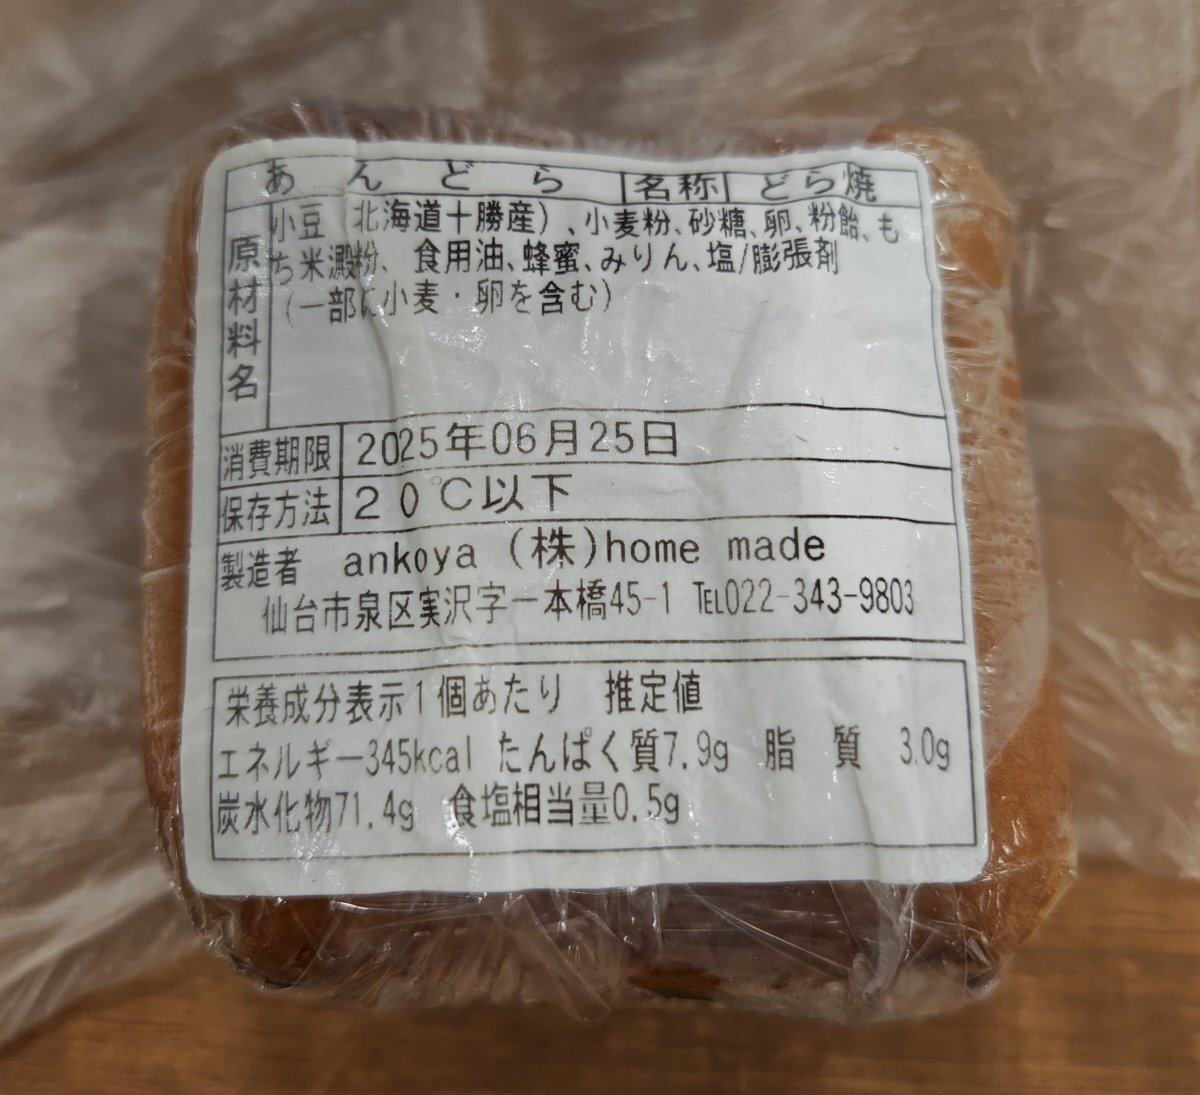 あんどら 名称 どら焼
原材料名
小豆(北海道十勝産)、小麦粉、砂糖、卵、粉飴、も
ち米澱粉、食用油、蜂蜜、みりん、塩/膨張剤
(一部に小麦・卵を含む)
消費期限 2025年06月25日
保存方法 20℃以下
製造者 ankoya (株)home made
仙台市泉区実沢字一本橋45-1 ℡022-343-9803
栄養成分表示1個あたり 推定値
エネルギー345kcal たんぱく質7.9g 脂質 3.0g
炭水化物71.4g 食塩相当量0.5g